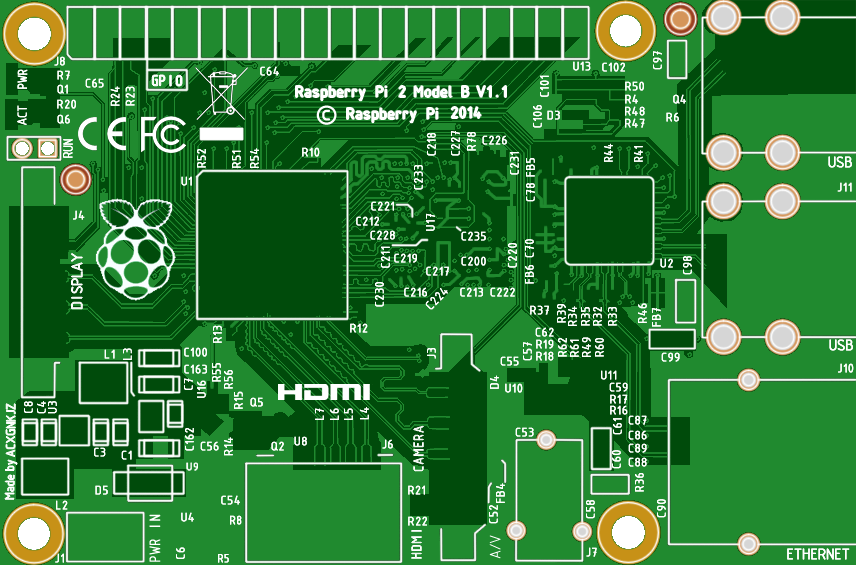 J8
U13
C102
C97
PWR
R7
Q1
C65
R24
R23
GPIO
C64
C101
R50
R4
R48
R47
Q4
R6
ACT
R20
Q6
Raspberry Pi 2 Model B V1.1
© Raspberry Pi 2014
C106
D3
CE FC
RUN
R52
R51
R54
R10
C218
C227
R78
C226
C231
FB5
R44
R41
USB
J11
U1
C233
C78
J4
C221
C212
C228
U17
C235
C211
C219
C217
C200
C220
C70
FB6
U2
C98
DISPLAY
C230
C216
C224
C213
C222
R37
R39
R34
R35
R32
R33
R46
FB7
R13
R12
C62
R19
R18
C57
R62
R61
R49
R60
C99
USB
J10
L1
L3
C100
C163
C7
U16
R55
R56
J3
C55
D4
U10
U11
C59
R17
R16
HDMI
C8
C4
U3
R15
Q5
L7
L6
L5
L4
C61
C87
C86
C89
C88
Made by ACXGNKJZ
C3
C1
C162
C56
R14
Q2
U8
J6
CAMERA
C53
C60
U9
D5
R21
FB4
R36
L2
C54
R8
R22
C52
C58
C90
J1
PWR IN
U4
C6
R5
HDMI
A/V
J7
ETHERNET